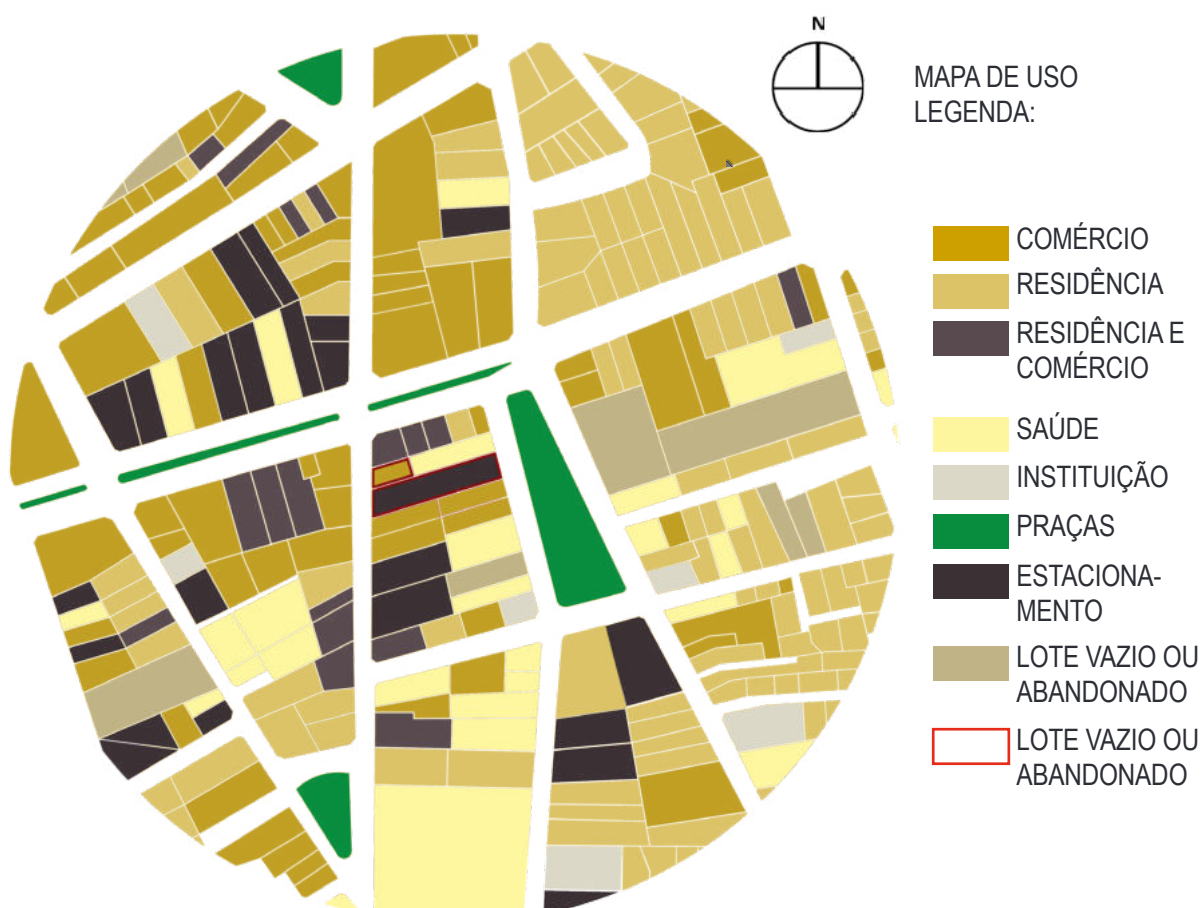 N
MAPA DE USO
LEGENDA:
COMÉRCIO
RESIDÊNCIA
RESIDÊNCIA E
COMÉRCIO
SAÚDE
INSTITUIÇÃO
PRAÇAS
ESTACIONA-
MENTO
LOTE VAZIO OU
ABANDONADO
LOTE VAZIO OU
ABANDONADO